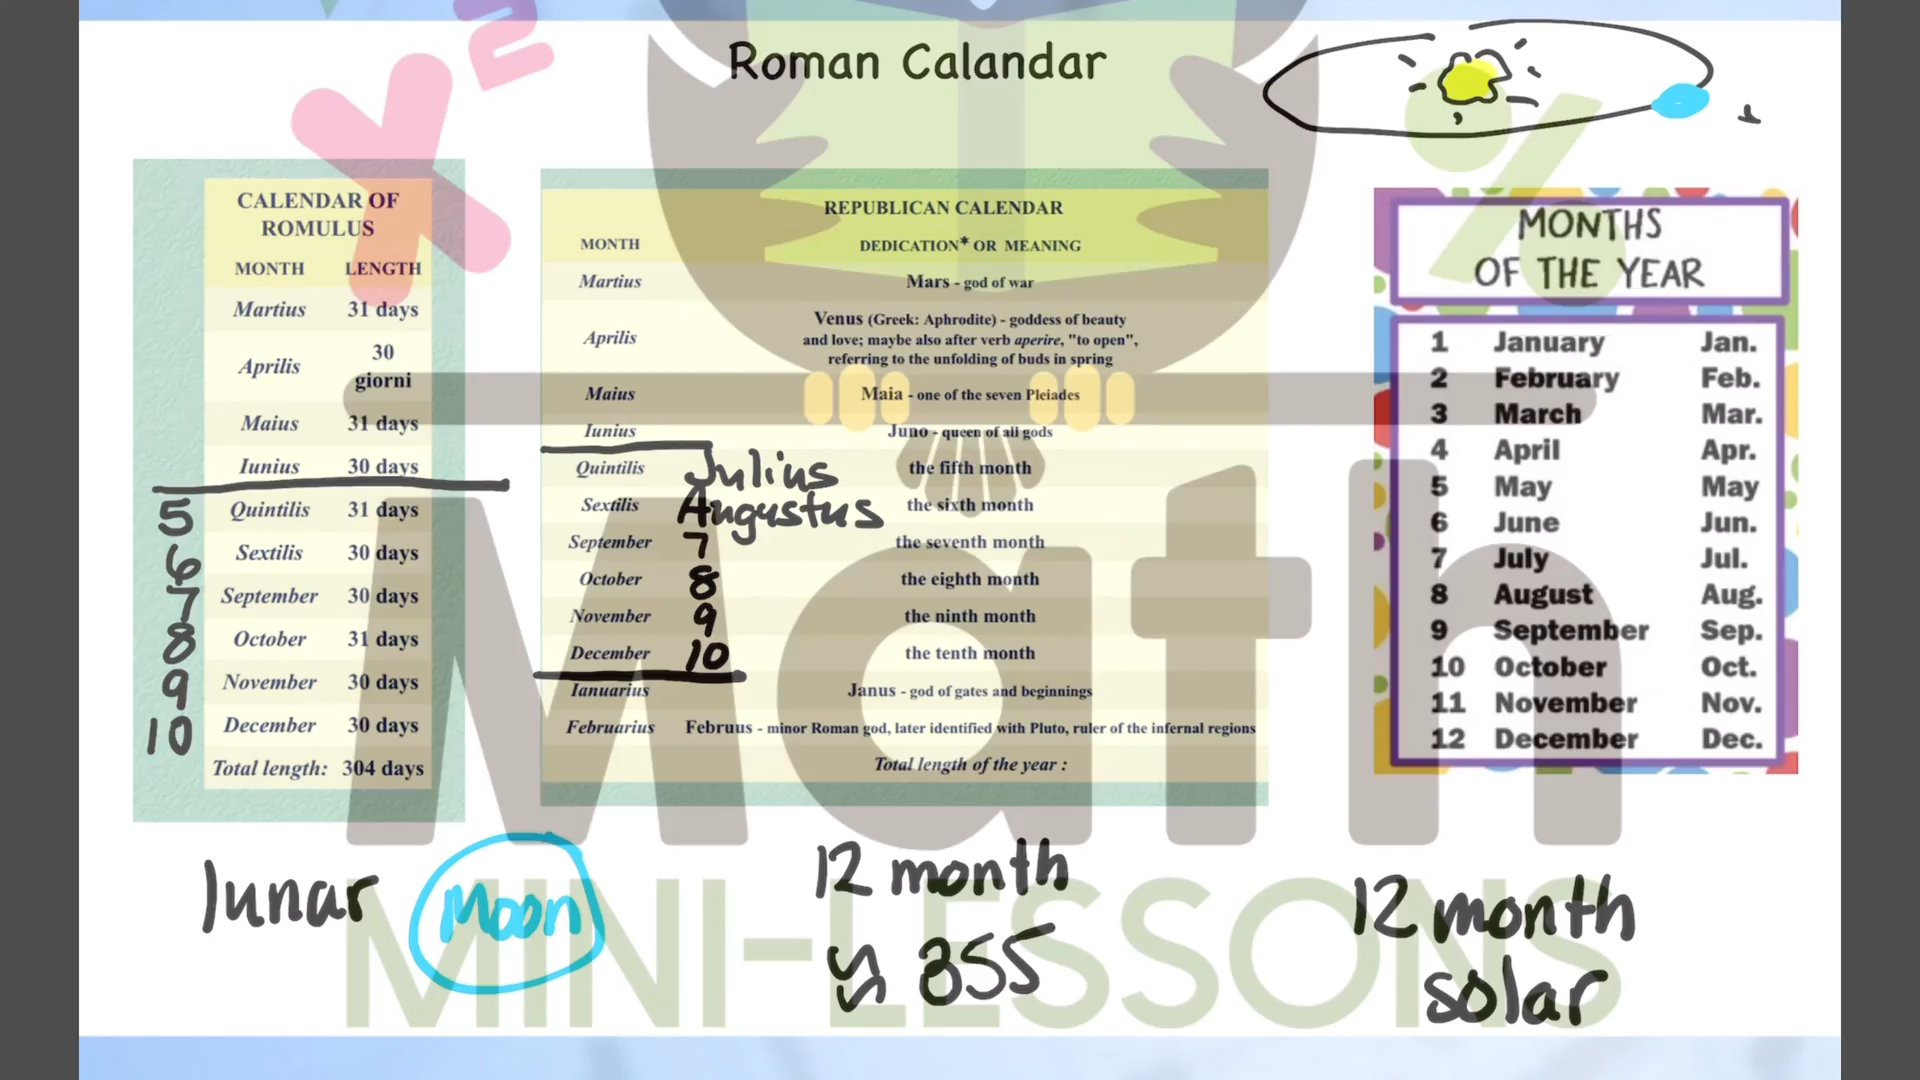 Roman Calandar
CALENDAR OF
ROMULUS
MONTH LENGTH
Martius 31 days
Aprilis 30
giorni
Maius 31 days
Iunius 30 days
5 Quintilis 31 days
6 Sextilis 30 days
7 September 30 days
8 October 31 days
9 November 30 days
10 December 30 days
Total length: 304 days
lunar Moon
REPUBLICAN CALENDAR
MONTH DEDICATION* OR MEANING
Martius Mars - god of war
Aprilis Venus (Greek: Aphrodite) - goddess of beauty
and love; maybe also after verb aperire, "to open",
referring to the unfolding of buds in spring
Maius Maia - one of the seven Pleiades
Iunius Juno - queen of all gods
Quintilis Julius the fifth month
Sextilis Augustus the sixth month
September 7 the seventh month
October 8 the eighth month
November 9 the ninth month
December 10 the tenth month
Ianuarius Janus - god of gates and beginnings
Februarius Februus - minor Roman god, later identified with Pluto, ruler of the infernal regions
Total length of the year :
12 month
≈ 355
MONTHS
OF THE YEAR
1 January Jan.
2 February Feb.
3 March Mar.
4 April Apr.
5 May May
6 June Jun.
7 July Jul.
8 August Aug.
9 September Sep.
10 October Oct.
11 November Nov.
12 December Dec.
12 month
solar
X²
%
Math
MINI-LESSONS